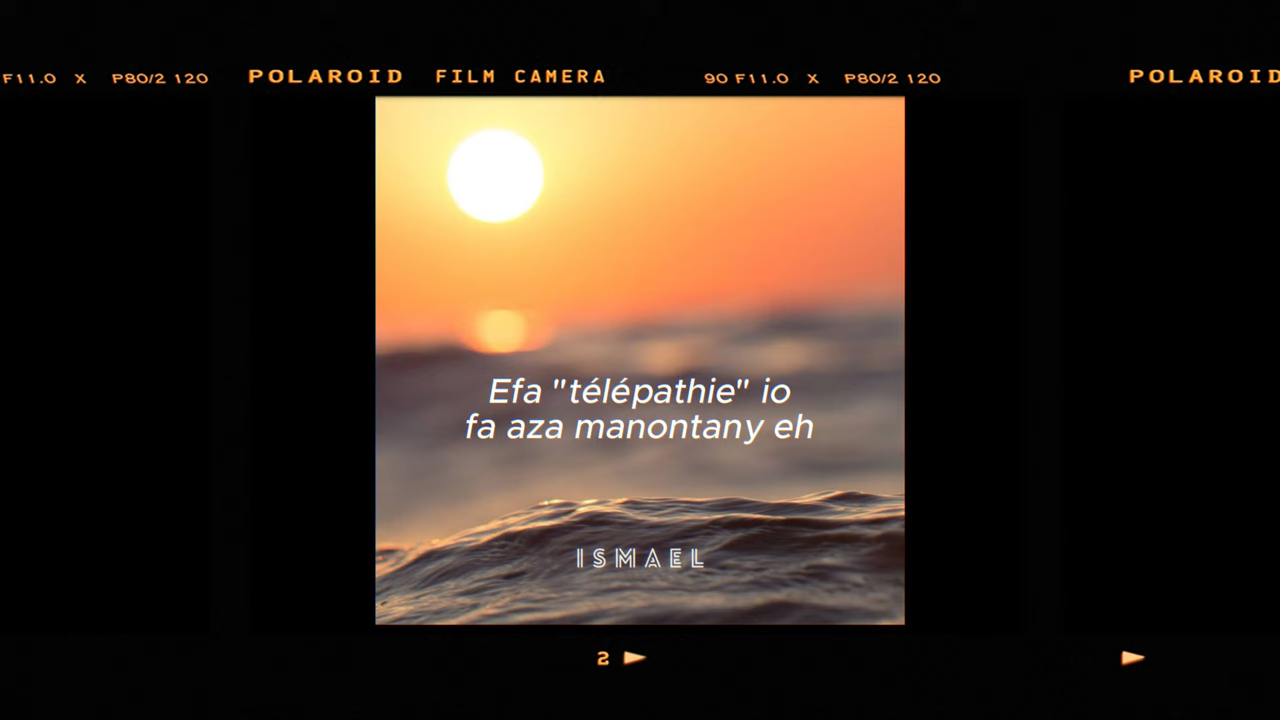 F11.0 X P80/2 120 POLAROID FILM CAMERA 90 F11.0 X P80/2 120 POLAROID
Efa "télépathie" io
fa aza manontany eh
ISMAEL
2